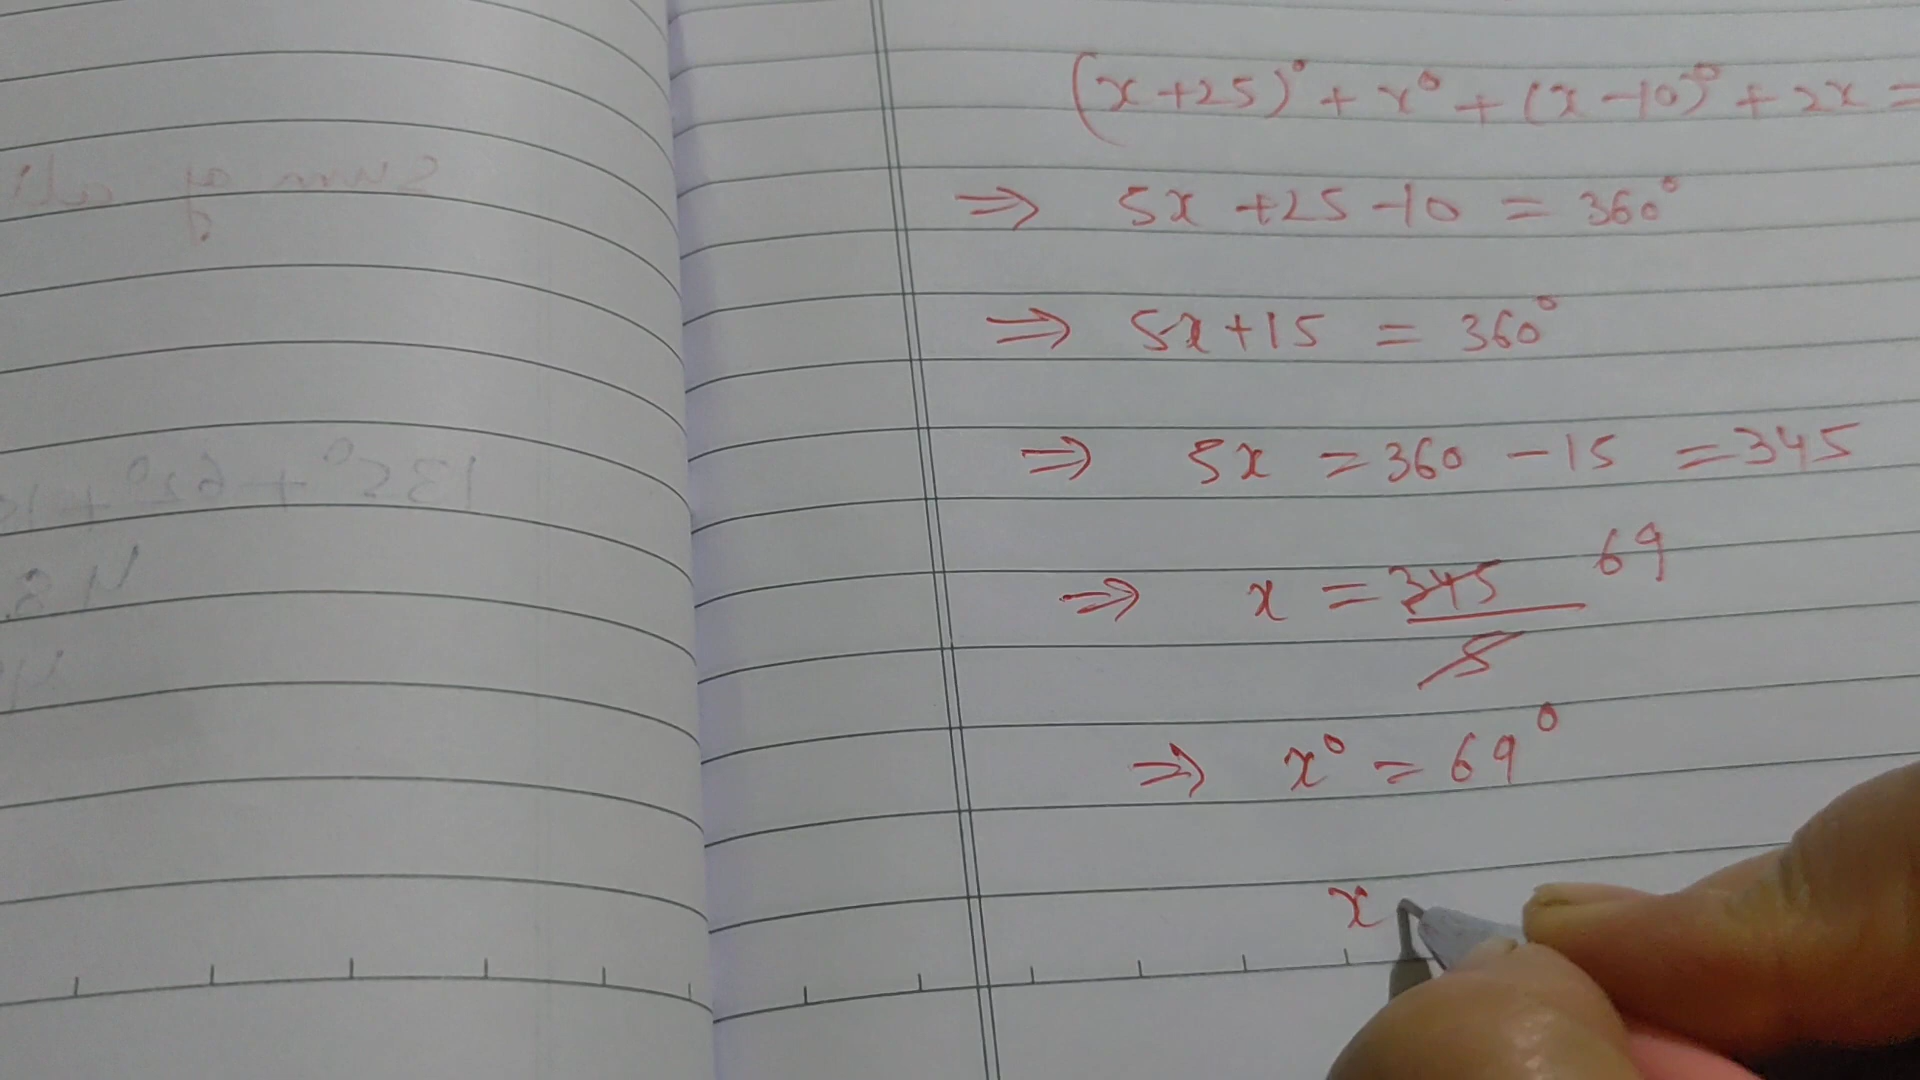 (x+25)° + x° + (x-10)° + 2x =
⇒ 5x +25-10 = 360°
⇒ 5x+15 = 360°
⇒ 5x = 360 - 15 = 345
⇒ x = 345/5 69
⇒ x° = 69°
x